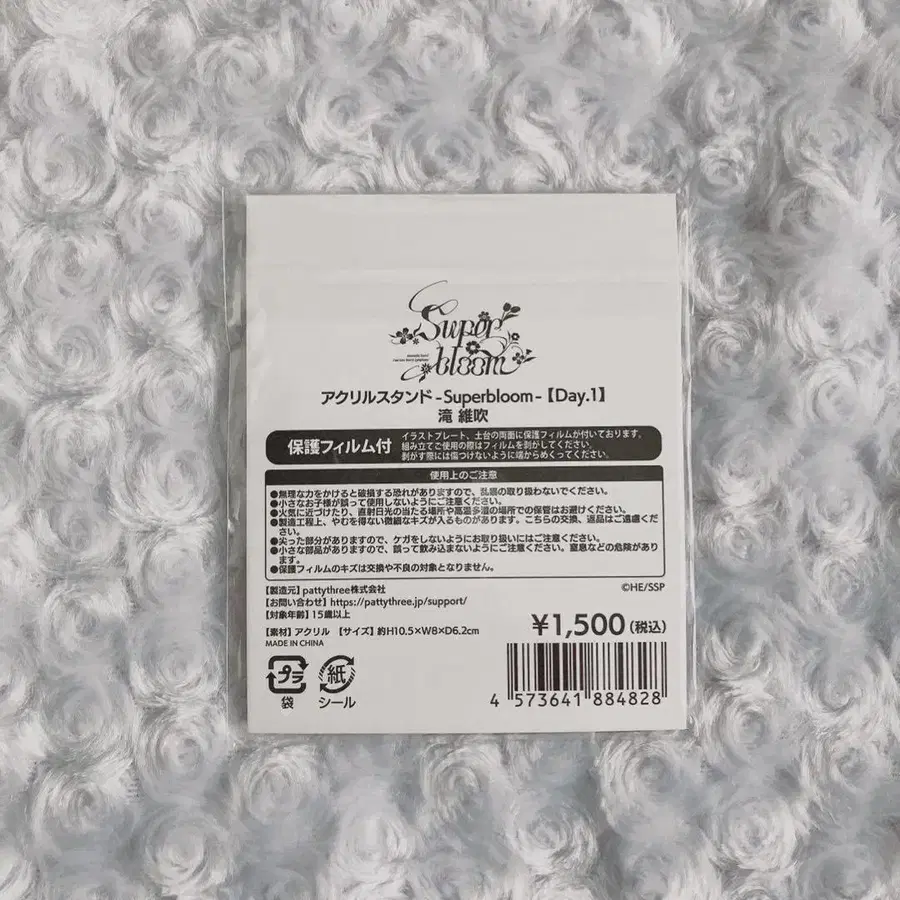 Super
bloom
アクリルスタンド -Superbloom-【Day.1】
滝 維吹
保護フィルム付
イラストプレート、土台の両面に保護フィルムが付いております。
組み立てご使用の際はフィルムを剥がしてください。
剥がす際には傷つけないように端からめくってください。
使用上のご注意
●無理な力をかけると破損する恐れがありますので、乱暴の取り扱わないでください。
●小さなお子様が誤って使用しないようにご注意ください。
●火気に近づけたり、直射日光の当たる場所や高温多湿の場所での保管はお避けください。
●製造工程上、やむを得ない微細なキズが入るものがあります。こちらの交換、返品はご遠慮くだ
さい。
●尖った部分がありますので、ケガをしないようにお取り扱いにはご注意ください。
●小さな部品がありますので、誤って飲み込まないようにご注意ください。窒息などの危険があり
ます。
●保護フィルムのキズは交換や不良の対象となりません。
©HE/SSP
【製造元】pattythree株式会社
【お問い合わせ】https://pattythree.jp/support/
【対象年齢】15歳以上
¥1,500(税込)
【素材】アクリル 【サイズ】約H10.5×W8×D6.2cm
MADE IN CHINA
プラ
袋
紙
シール
4 573641 884828